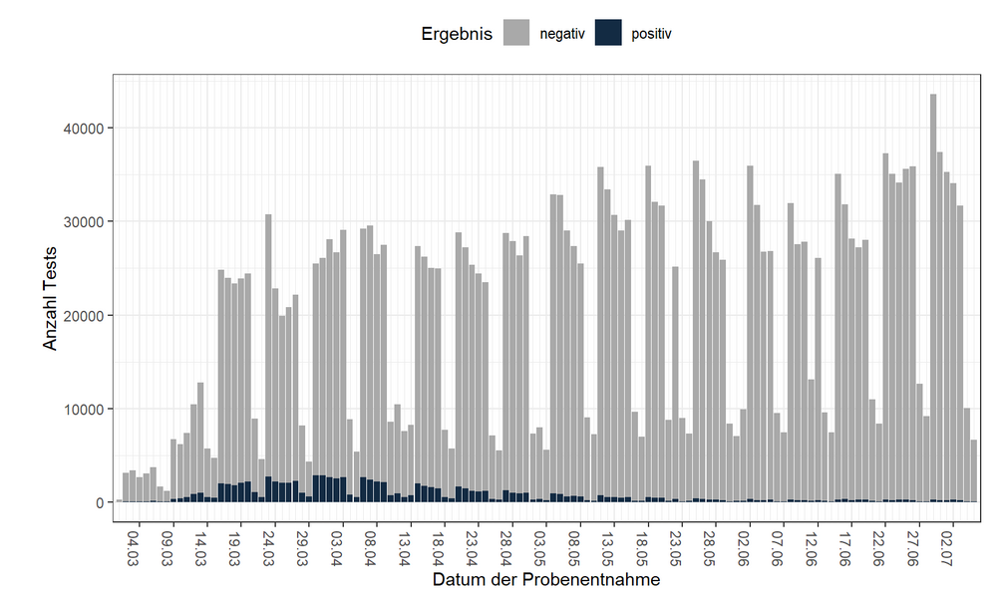 Ergebnis negativ positiv
Anzahl Tests
40000
30000
20000
10000
0
04.03 09.03 14.03 19.03 24.03 29.03 03.04 08.04 13.04 18.04 23.04 28.04 03.05 08.05 13.05 18.05 23.05 28.05 02.06 07.06 12.06 17.06 22.06 27.06 02.07
Datum der Probenentnahme